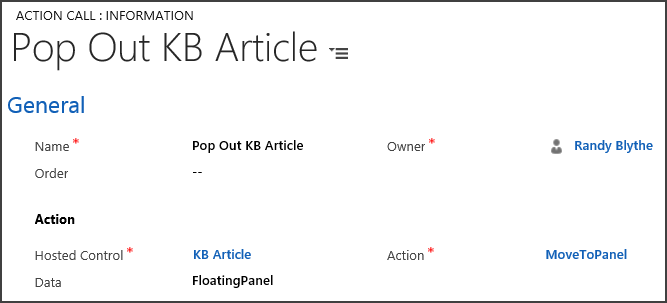 ACTION CALL : INFORMATION
Pop Out KB Article
General
Name * Pop Out KB Article Owner * Randy Blythe
Order --
Action
Hosted Control * KB Article Action * MoveToPanel
Data FloatingPanel